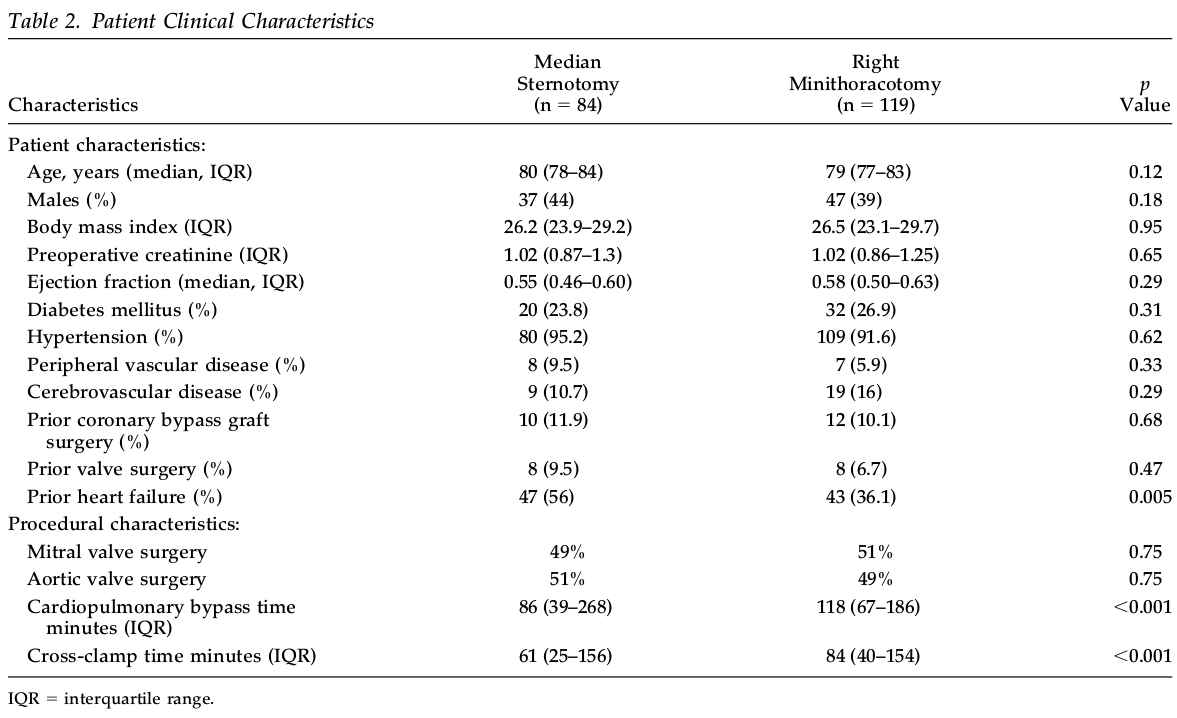 Table 2. Patient Clinical Characteristics
Characteristics Median Sternotomy (n = 84) Right Minithoracotomy (n = 119) p Value
Patient characteristics:
Age, years (median, IQR) 80 (78–84) 79 (77–83) 0.12
Males (%) 37 (44) 47 (39) 0.18
Body mass index (IQR) 26.2 (23.9–29.2) 26.5 (23.1–29.7) 0.95
Preoperative creatinine (IQR) 1.02 (0.87–1.3) 1.02 (0.86–1.25) 0.65
Ejection fraction (median, IQR) 0.55 (0.46–0.60) 0.58 (0.50–0.63) 0.29
Diabetes mellitus (%) 20 (23.8) 32 (26.9) 0.31
Hypertension (%) 80 (95.2) 109 (91.6) 0.62
Peripheral vascular disease (%) 8 (9.5) 7 (5.9) 0.33
Cerebrovascular disease (%) 9 (10.7) 19 (16) 0.29
Prior coronary bypass graft 10 (11.9) 12 (10.1) 0.68
surgery (%)
Prior valve surgery (%) 8 (9.5) 8 (6.7) 0.47
Prior heart failure (%) 47 (56) 43 (36.1) 0.005
Procedural characteristics:
Mitral valve surgery 49% 51% 0.75
Aortic valve surgery 51% 49% 0.75
Cardiopulmonary bypass time 86 (39–268) 118 (67–186) <0.001
minutes (IQR)
Cross-clamp time minutes (IQR) 61 (25–156) 84 (40–154) <0.001
IQR = interquartile range.